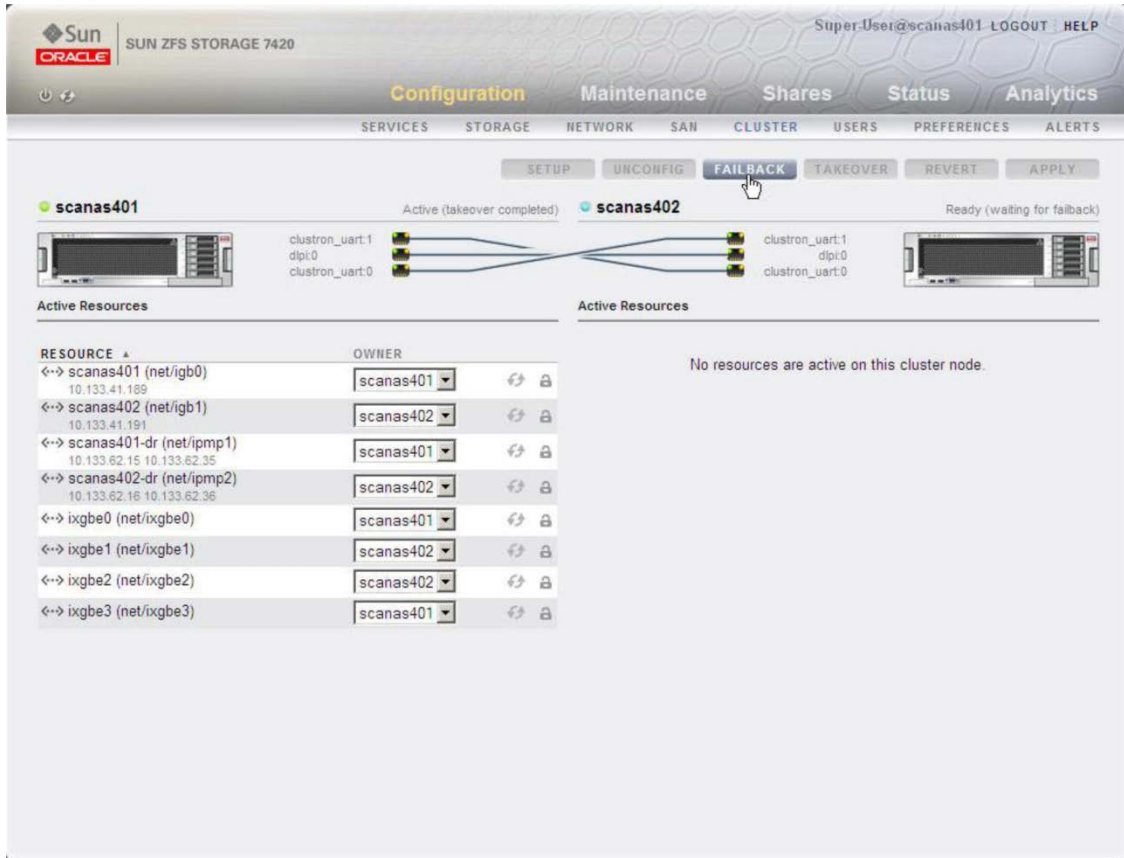 Sun
ORACLE
SUN ZFS STORAGE 7420
Super-User@scanas401 LOGOUT HELP
Configuration Maintenance Shares Status Analytics
SERVICES STORAGE NETWORK SAN CLUSTER USERS PREFERENCES ALERTS
SETUP UNCONFIG FAILBACK TAKEOVER REVERT APPLY
scanas401 Active (takeover completed)
clustron_uart:1
dlpi:0
clustron_uart:0
scanas402 Ready (waiting for failback)
clustron_uart:1
dlpi:0
clustron_uart:0
Active Resources
RESOURCE OWNER
scanas401 (net/igb0) scanas401
10.133.41.189
scanas402 (net/igb1) scanas402
10.133.41.191
scanas401-dr (net/ipmp1) scanas401
10.133.62.15 10.133.62.35
scanas402-dr (net/ipmp2) scanas402
10.133.62.16 10.133.62.36
ixgbe0 (net/ixgbe0) scanas401
ixgbe1 (net/ixgbe1) scanas402
ixgbe2 (net/ixgbe2) scanas402
ixgbe3 (net/ixgbe3) scanas401
Active Resources
No resources are active on this cluster node.